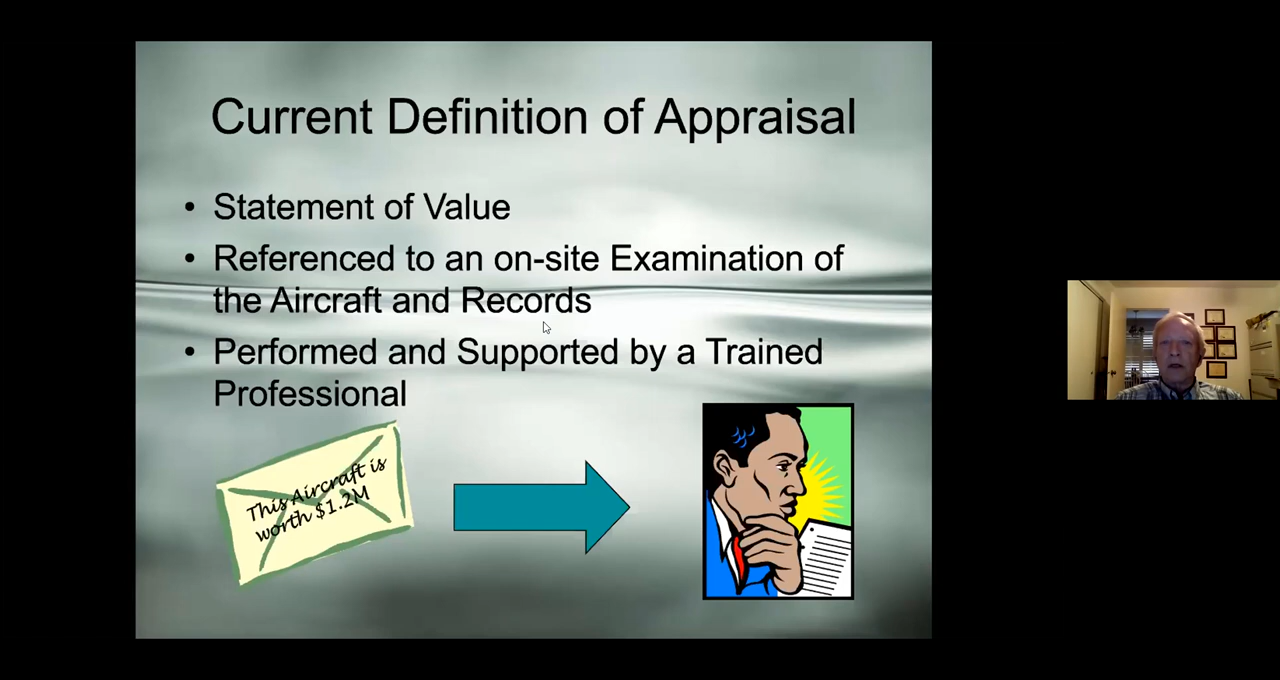 Current Definition of Appraisal
• Statement of Value
• Referenced to an on-site Examination of
the Aircraft and Records
• Performed and Supported by a Trained
Professional
This Aircraft is
worth $1.2M